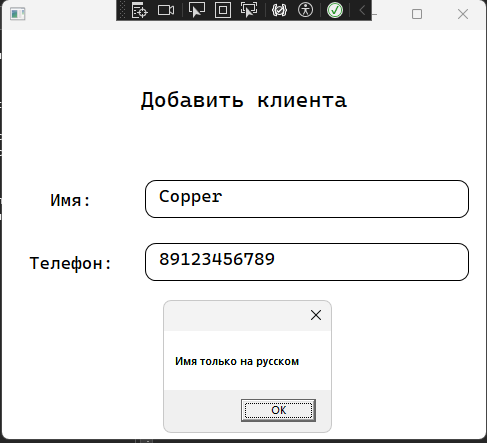 Добавить клиента
Имя:
Copper
Телефон:
89123456789
Имя только на русском
OK